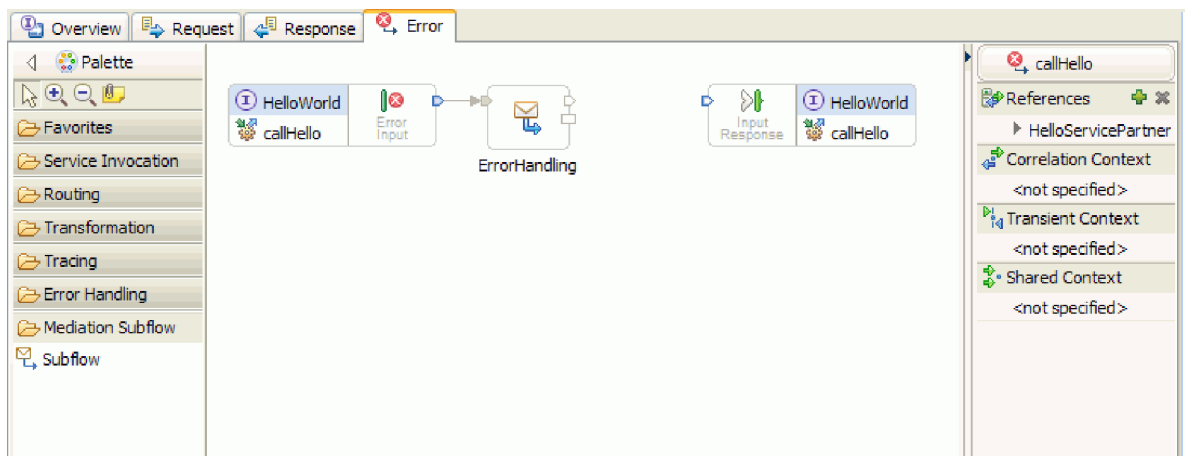 Overview
Request
Response
Error
Palette
Favorites
Service Invocation
Routing
Transformation
Tracing
Error Handling
Mediation Subflow
Subflow
HelloWorld
callHello
Error
Input
ErrorHandling
Input
Response
HelloWorld
callHello
callHello
References
HelloServicePartner
Correlation Context
<not specified>
Transient Context
<not specified>
Shared Context
<not specified>